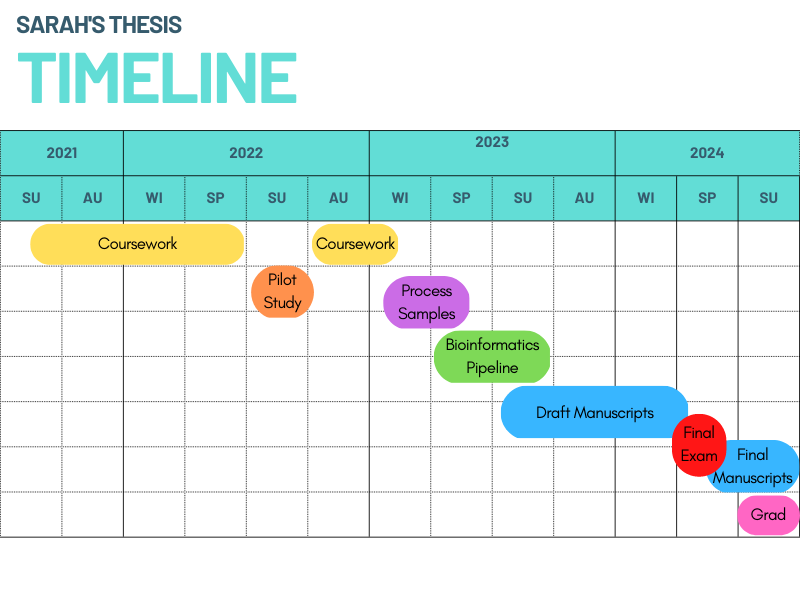 SARAH'S THESIS
TIMELINE
2021 2022 2023 2024
SU AU WI SP SU AU WI SP SU AU WI SP SU
Coursework Coursework
Pilot
Study
Process
Samples
Bioinformatics
Pipeline
Draft Manuscripts
Final
Exam
Final
Manuscripts
Grad